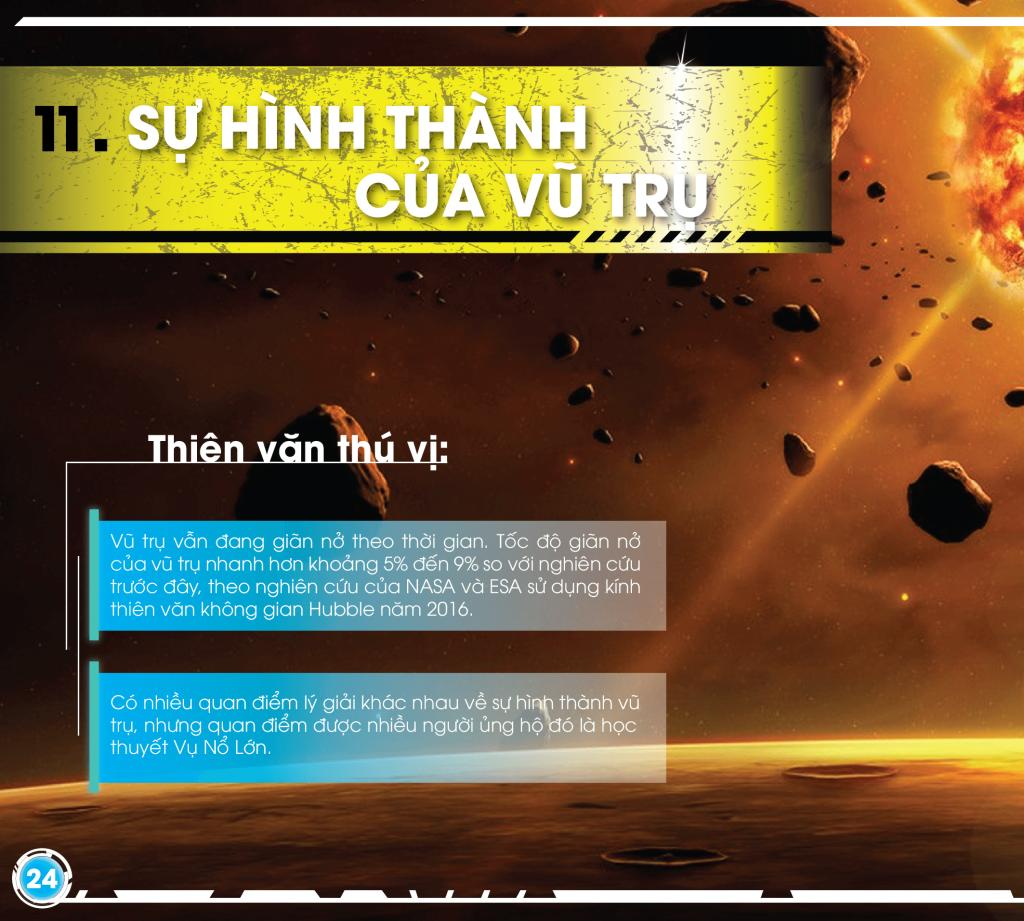 11. SỰ HÌNH THÀNH
CỦA VŨ TRỤ
Thiên văn thú vị:
Vũ trụ vẫn đang giãn nở theo thời gian. Tốc độ giãn nở
của vũ trụ nhanh hơn khoảng 5% đến 9% so với nghiên cứu
trước đây, theo nghiên cứu của NASA và ESA sử dụng kính
thiên văn không gian Hubble năm 2016.
Có nhiều quan điểm lý giải khác nhau về sự hình thành vũ
trụ, nhưng quan điểm được nhiều người ủng hộ đó là học
thuyết Vụ Nổ Lớn.
24